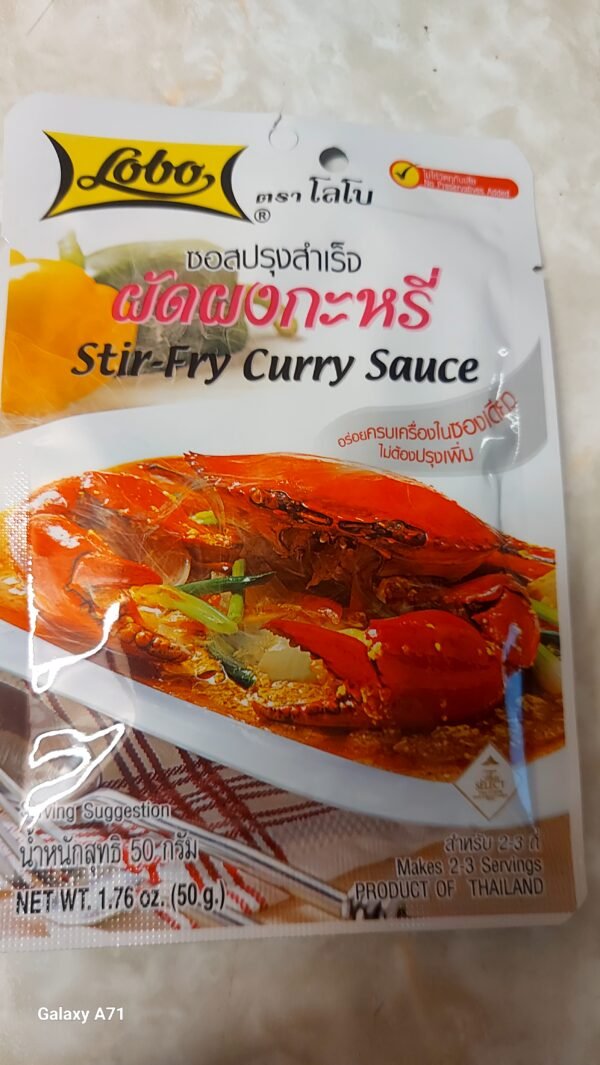 Lobo
®
ตรา โลโบ
ไม่ใช้วัตถุกันเสีย
No Preservatives Added
ซอสปรุงสำเร็จ
ผัดผงกะหรี่
Stir-Fry Curry Sauce
อร่อยครบเครื่องในซองเดียว
ไม่ต้องปรุงเพิ่ม
SELECT
Suggestion
น้ำหนักสุทธิ 50 กรัม
NET WT. 1.76 oz. (50 g.)
สำหรับ 2-3 ที่
Makes 2-3 Servings
PRODUCT OF THAILAND
Galaxy A71